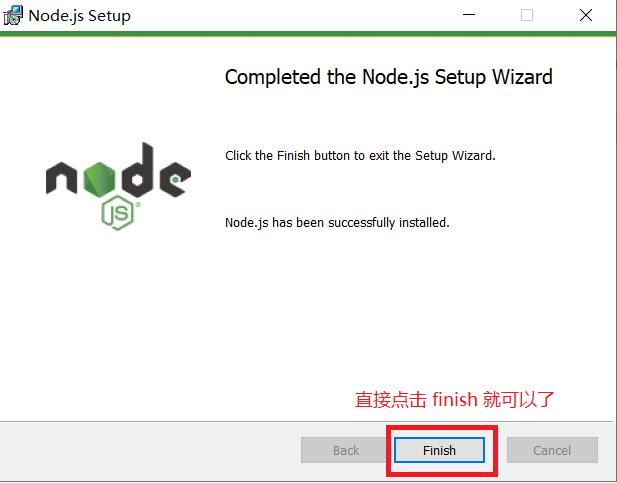 Node.js Setup
Completed the Node.js Setup Wizard
Click the Finish button to exit the Setup Wizard.
node
JS
Node.js has been successfully installed.
直接点击 finish 就可以了
Back Finish Cancel